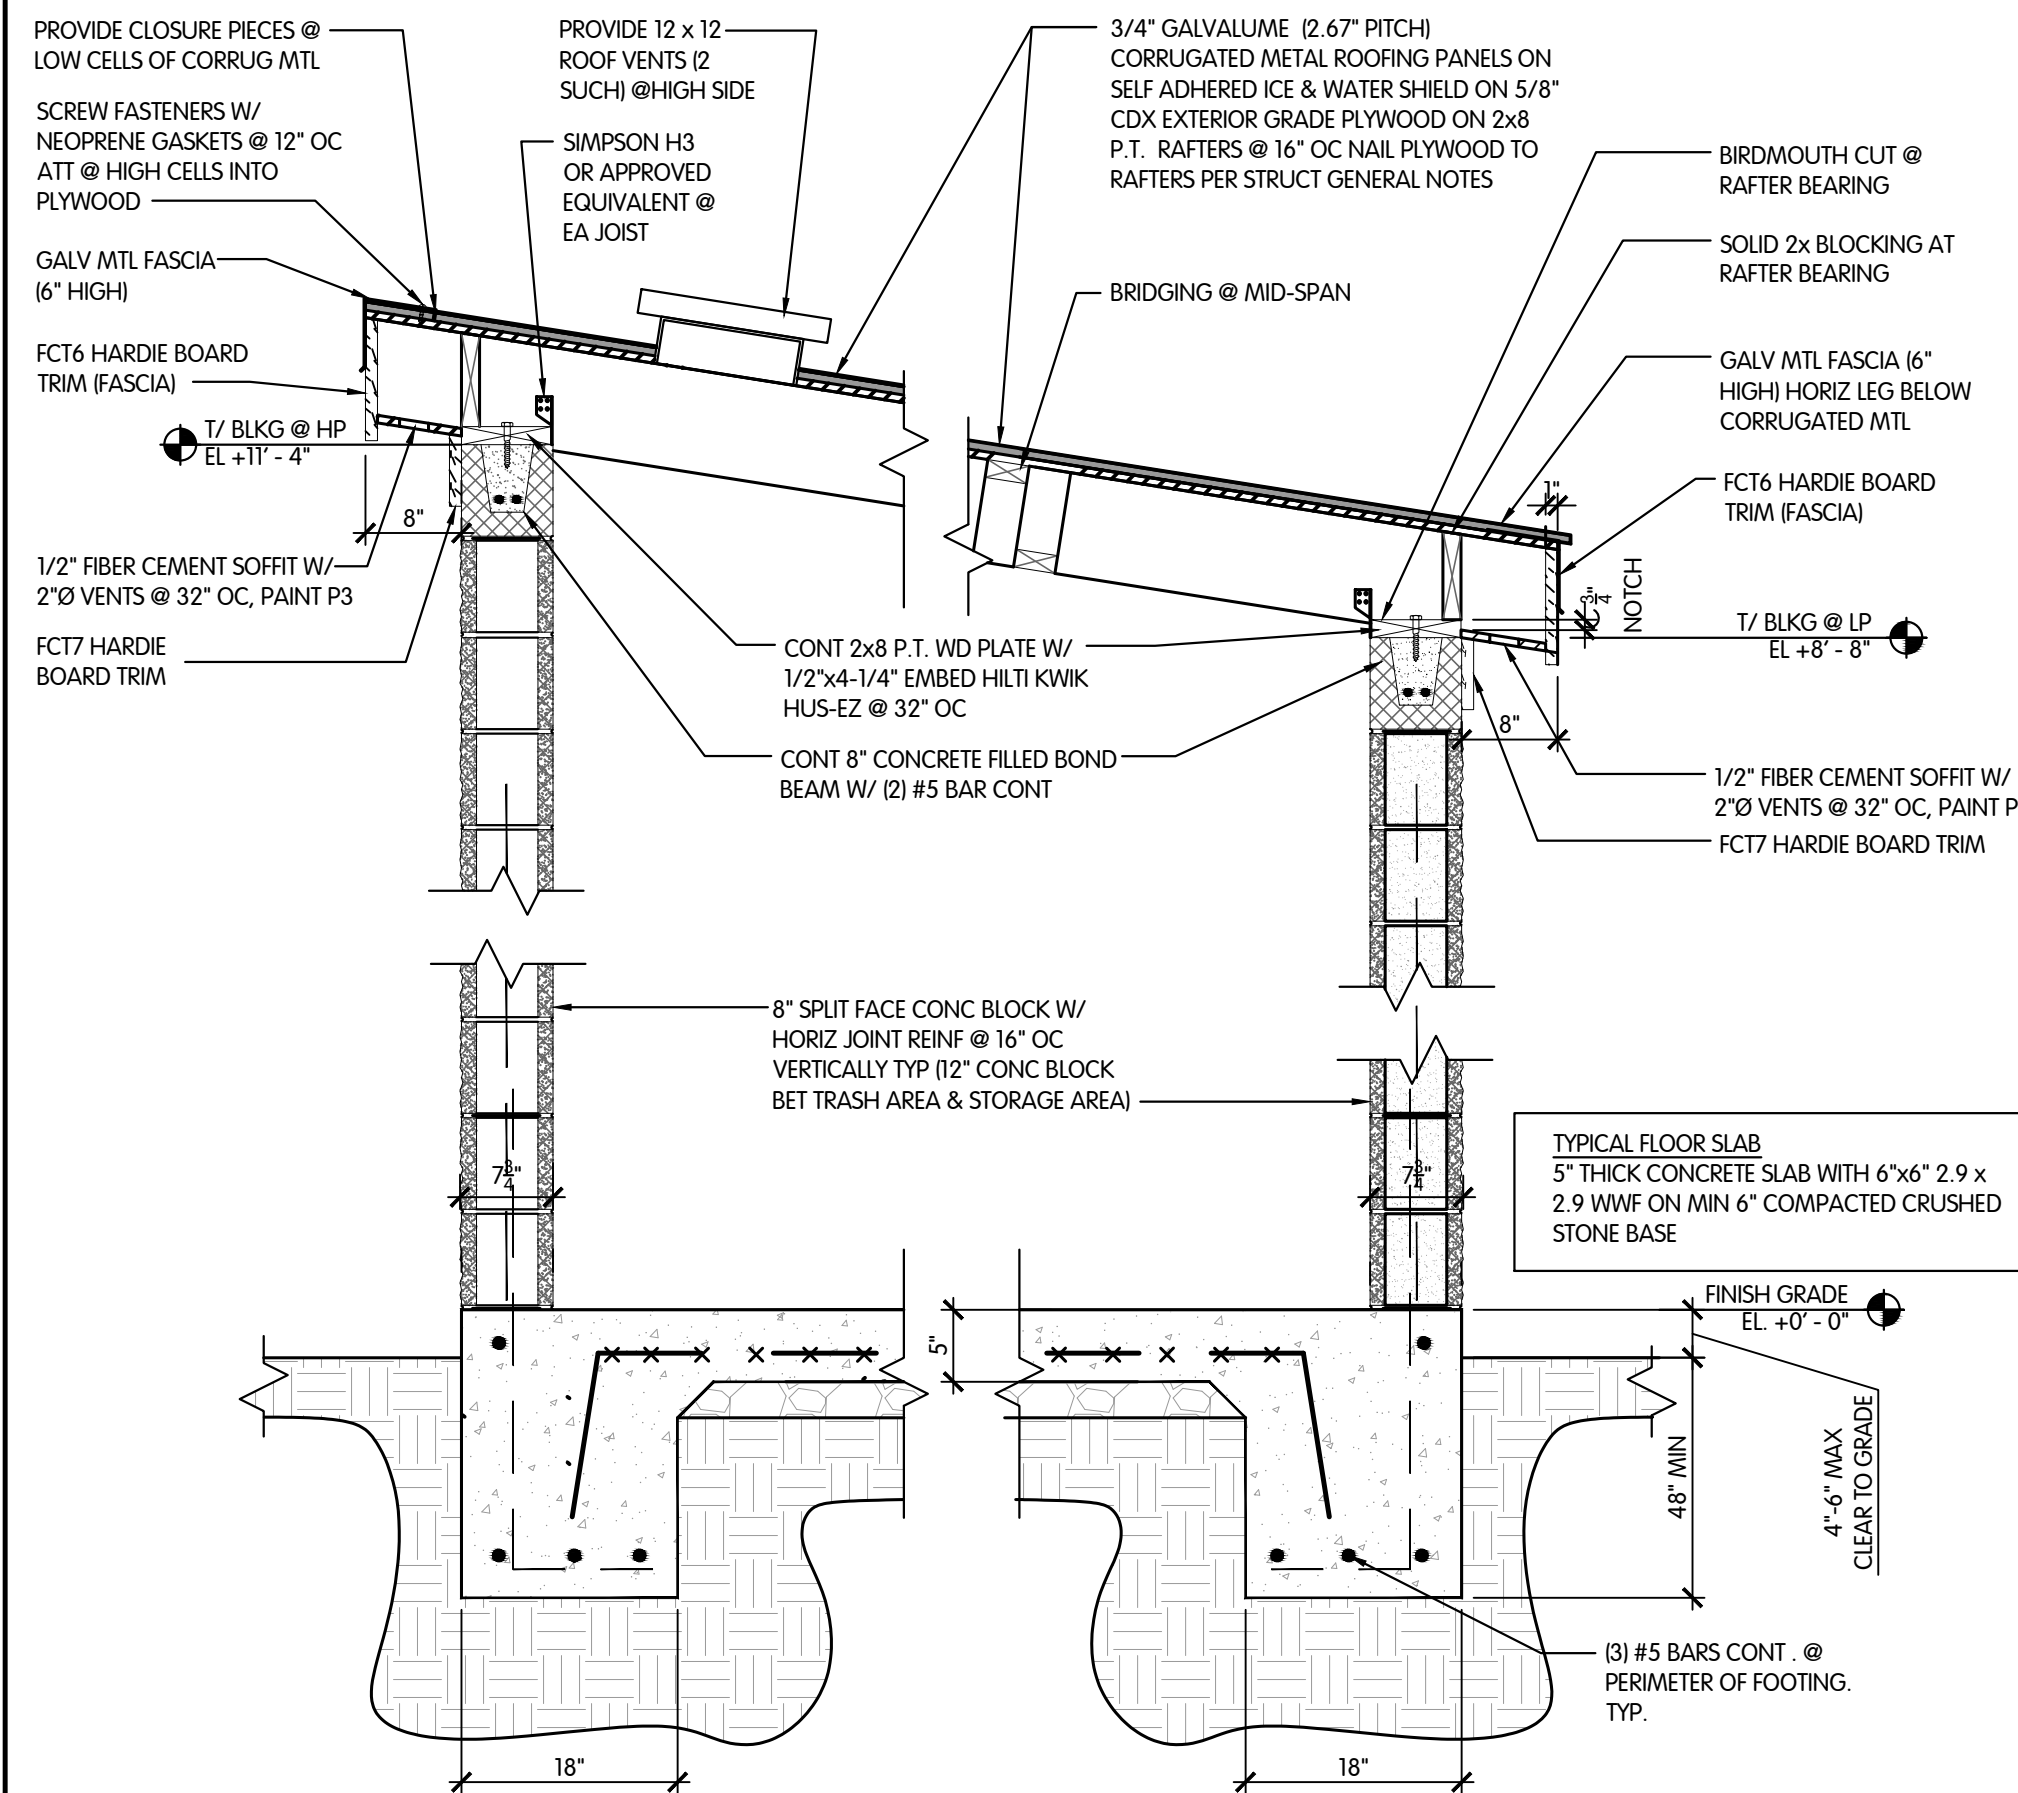 PROVIDE CLOSURE PIECES @
LOW CELLS OF CORRUG MTL
SCREW FASTENERS W/
NEOPRENE GASKETS @ 12" OC
ATT @ HIGH CELLS INTO
PLYWOOD
GALV MTL FASCIA
(6" HIGH)
FCT6 HARDIE BOARD
TRIM (FASCIA)
T/ BLKG @ HP
EL +11' - 4"
8"
1/2" FIBER CEMENT SOFFIT W/
2"Ø VENTS @ 32" OC, PAINT P3
FCT7 HARDIE
BOARD TRIM
PROVIDE 12 x 12
ROOF VENTS (2
SUCH) @HIGH SIDE
SIMPSON H3
OR APPROVED
EQUIVALENT @
EA JOIST
3/4" GALVALUME (2.67" PITCH)
CORRUGATED METAL ROOFING PANELS ON
SELF ADHERED ICE & WATER SHIELD ON 5/8"
CDX EXTERIOR GRADE PLYWOOD ON 2x8
P.T. RAFTERS @ 16" OC NAIL PLYWOOD TO
RAFTERS PER STRUCT GENERAL NOTES
BRIDGING @ MID-SPAN
BIRDMOUTH CUT @
RAFTER BEARING
SOLID 2x BLOCKING AT
RAFTER BEARING
GALV MTL FASCIA (6"
HIGH) HORIZ LEG BELOW
CORRUGATED MTL
1"
FCT6 HARDIE BOARD
TRIM (FASCIA)
3/4"
NOTCH
T/ BLKG @ LP
EL +8' - 8"
8"
1/2" FIBER CEMENT SOFFIT W/
2"Ø VENTS @ 32" OC, PAINT P
FCT7 HARDIE BOARD TRIM
CONT 2x8 P.T. WD PLATE W/
1/2"x4-1/4" EMBED HILTI KWIK
HUS-EZ @ 32" OC
CONT 8" CONCRETE FILLED BOND
BEAM W/ (2) #5 BAR CONT
8" SPLIT FACE CONC BLOCK W/
HORIZ JOINT REINF @ 16" OC
VERTICALLY TYP (12" CONC BLOCK
BET TRASH AREA & STORAGE AREA)
7 3/4"
7 3/4"
TYPICAL FLOOR SLAB
5" THICK CONCRETE SLAB WITH 6"x6" 2.9 x
2.9 WWF ON MIN 6" COMPACTED CRUSHED
STONE BASE
FINISH GRADE
EL. +0' - 0"
5"
48" MIN
4"-6" MAX
CLEAR TO GRADE
(3) #5 BARS CONT . @
PERIMETER OF FOOTING.
TYP.
18"
18"